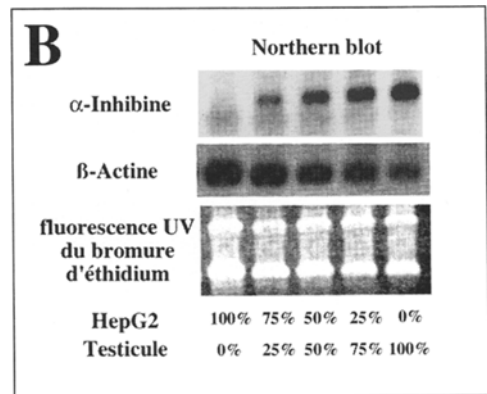 B
Northern blot
α-Inhibine
ß-Actine
fluorescence UV
du bromure
d'éthidium
HepG2 100% 75% 50% 25% 0%
Testicule 0% 25% 50% 75% 100%